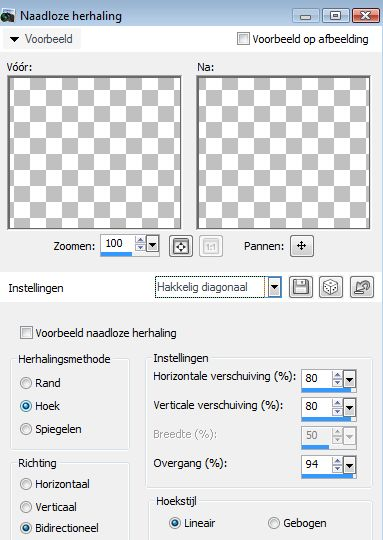 Naadloze herhaling
Voorbeeld
Voorbeeld op afbeelding
Vóór:
Na:
Zoomen: 100
1:1
Pannen:
Instellingen
Hakkelig diagonaal
Voorbeeld naadloze herhaling
Herhalingsmethode
Rand
Hoek
Spiegelen
Instellingen
Horizontale verschuiving (%): 80
Verticale verschuiving (%): 80
Breedte (%): 50
Overgang (%): 94
Richting
Horizontaal
Verticaal
Bidirectioneel
Hoekstijl
Lineair
Gebogen